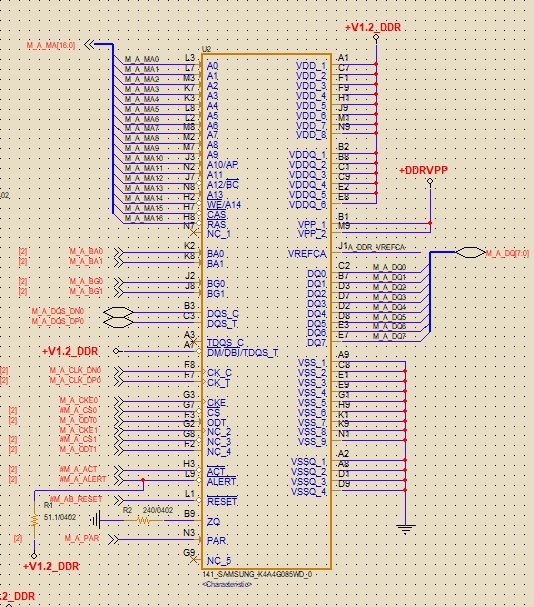 +V1.2_DDR
M_A_MA[16:0]
U2
M_A_MA0 L3 A0 VDD_1 A1
M_A_MA1 L7 A1 VDD_2 C7
M_A_MA2 M3 A2 VDD_3 F1
M_A_MA3 K7 A3 VDD_4 F9
M_A_MA4 K3 A4 VDD_5 H1
M_A_MA5 L8 A5 VDD_6 J9
M_A_MA6 L2 A6 VDD_7 M1
M_A_MA7 M8 A7 VDD_8 N9
M_A_MA8 M2 A8
M_A_MA9 M7 A9 VDDQ_1 B2
M_A_MA10 J3 A10/AP VDDQ_2 B8
M_A_MA11 N2 A11 VDDQ_3 C1
M_A_MA12 J7 A12/BC VDDQ_4 C9
M_A_MA13 N8 A13 VDDQ_5 E2
M_A_MA14 H2 WE/A14 VDDQ_6 E8
M_A_MA15 H7 CAS
M_A_MA16 H8 RAS VPP_1 B1
N7 NC_1 VPP_2 M9
+DDRVPP
02
[2] M_A_BA0 K2 BA0 VREFCA J1 A_DDR_VREFCA
[2] M_A_BA1 K8 BA1
M_A_DQ[7:0]
[2] M_A_BG0 J2 BG0 DQ0 C2 M_A_DQ0
[2] M_A_BG1 J8 BG1 DQ1 B7 M_A_DQ1
DQ2 D3 M_A_DQ2
M_A_DQS_DN0 B3 DQS_C DQ3 D7 M_A_DQ3
M_A_DQS_DP0 C3 DQS_T DQ4 D2 M_A_DQ4
DQ5 D8 M_A_DQ5
DQ6 E3 M_A_DQ6
A3 TDQS_C DQ7 E7 M_A_DQ7
+V1.2_DDR A7 DM/DBI/TDQS_T
VSS_1 A9
[2] M_A_CLK_DN0 F8 CK_C VSS_2 C8
[2] M_A_CLK_DP0 F7 CK_T VSS_3 E1
VSS_4 E9
[2] M_A_CKE0 G3 CKE VSS_5 G1
[2] #M_A_CS0 G7 CS VSS_6 H9
[2] M_A_ODT0 F3 ODT VSS_7 K1
[2] M_A_CKE1 G2 NC_2 VSS_8 K9
[2] #M_A_CS1 G8 NC_3 VSS_9 N1
[2] M_A_ODT1 F2 NC_4
VSSQ_1 A2
[2] #M_A_ACT H3 ACT VSSQ_2 A8
[2] #M_A_ALERT L9 ALERT VSSQ_3 D1
VSSQ_4 D9
#M_AB_RESET L1 RESET
R1
51.1/0402
R2 240/0402 B9 ZQ
[2] M_A_PAR N3 PAR
G9 NC_5
+V1.2_DDR
141_SAMSUNG_K4A4G085WD_0
<Characteristic>
2_DDR